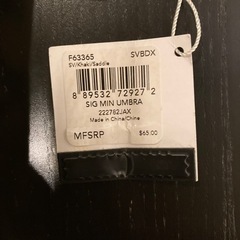 F63365 SVBDX
SV/Khaki/Saddle
8 89532 72927 2
SIG MIN UMBRA
222782JAX
Made in China/Chine
MFSRP $65.00